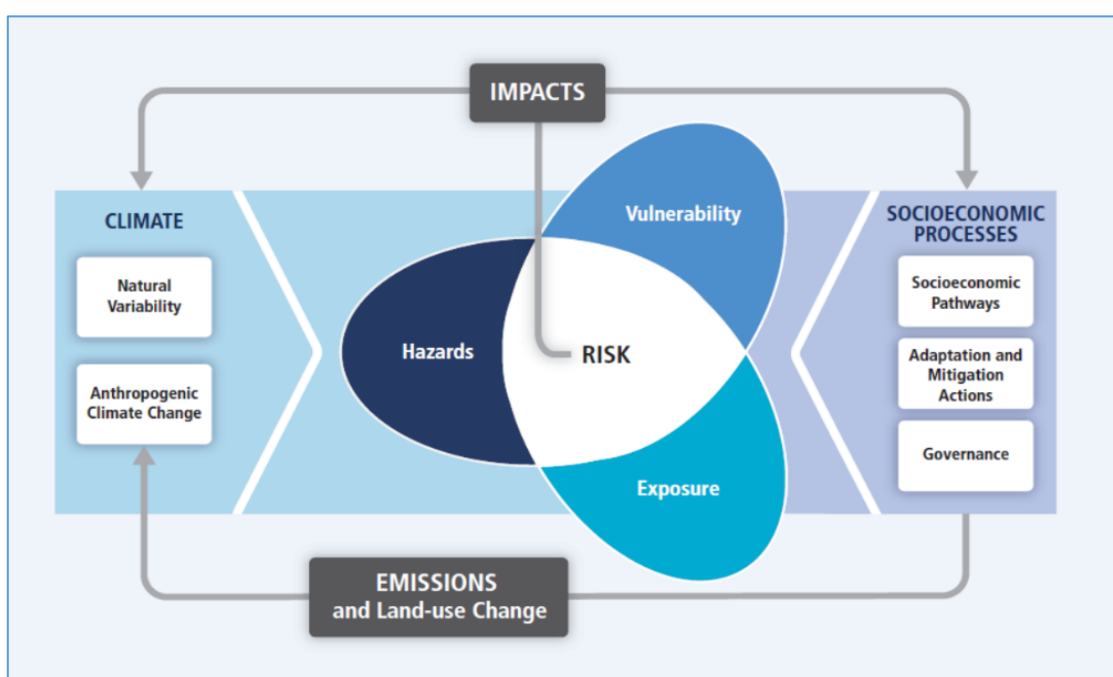 IMPACTS
CLIMATE
Natural
Variability
Anthropogenic
Climate Change
Vulnerability
Hazards
RISK
Exposure
SOCIOECONOMIC
PROCESSES
Socioeconomic
Pathways
Adaptation and
Mitigation
Actions
Governance
EMISSIONS
and Land-use Change